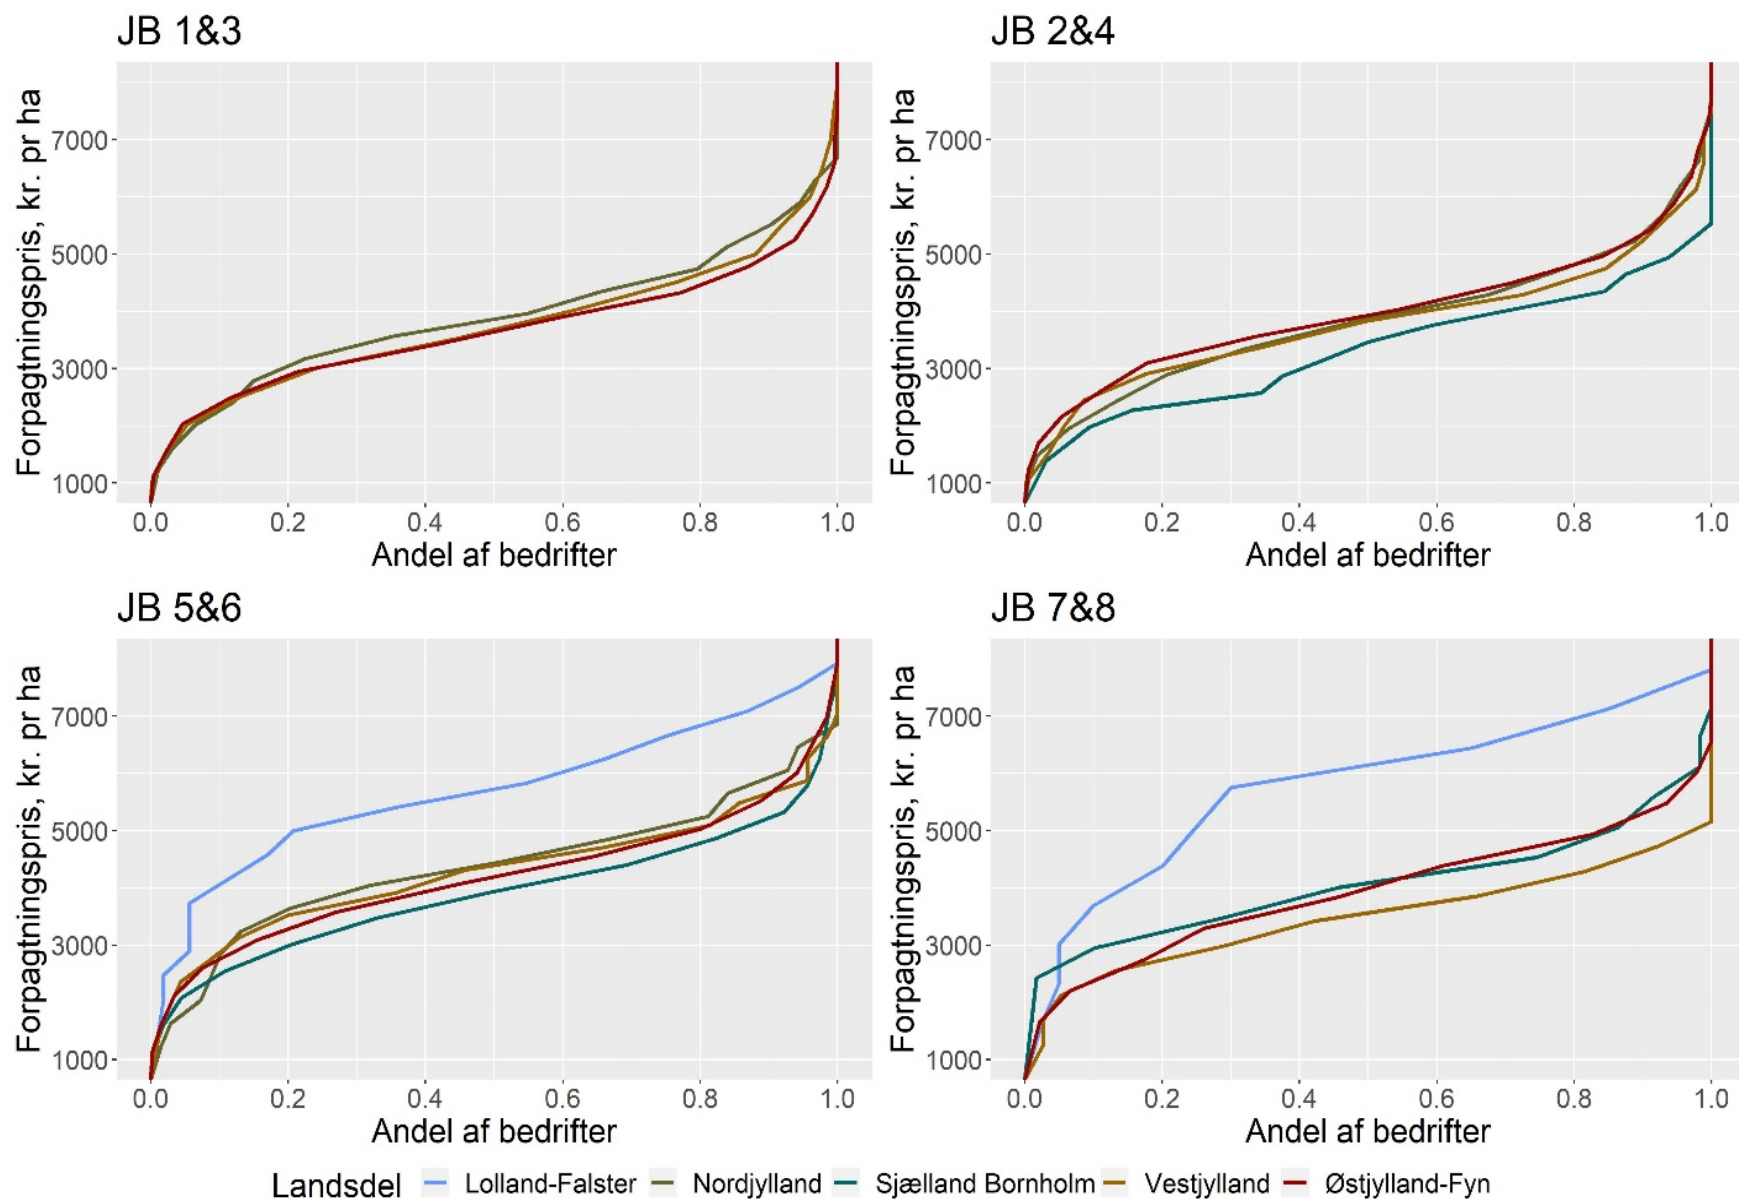 JB 1&3
JB 2&4
Forpagtningspris, kr. pr ha
7000
5000
3000
1000
0.0 0.2 0.4 0.6 0.8 1.0
Andel af bedrifter
Forpagtningspris, kr. pr ha
7000
5000
3000
1000
0.0 0.2 0.4 0.6 0.8 1.0
Andel af bedrifter
JB 5&6
JB 7&8
Forpagtningspris, kr. pr ha
7000
5000
3000
1000
0.0 0.2 0.4 0.6 0.8 1.0
Andel af bedrifter
Forpagtningspris, kr. pr ha
7000
5000
3000
1000
0.0 0.2 0.4 0.6 0.8 1.0
Andel af bedrifter
Landsdel Lolland-Falster Nordjylland Sjælland Bornholm Vestjylland Østjylland-Fyn